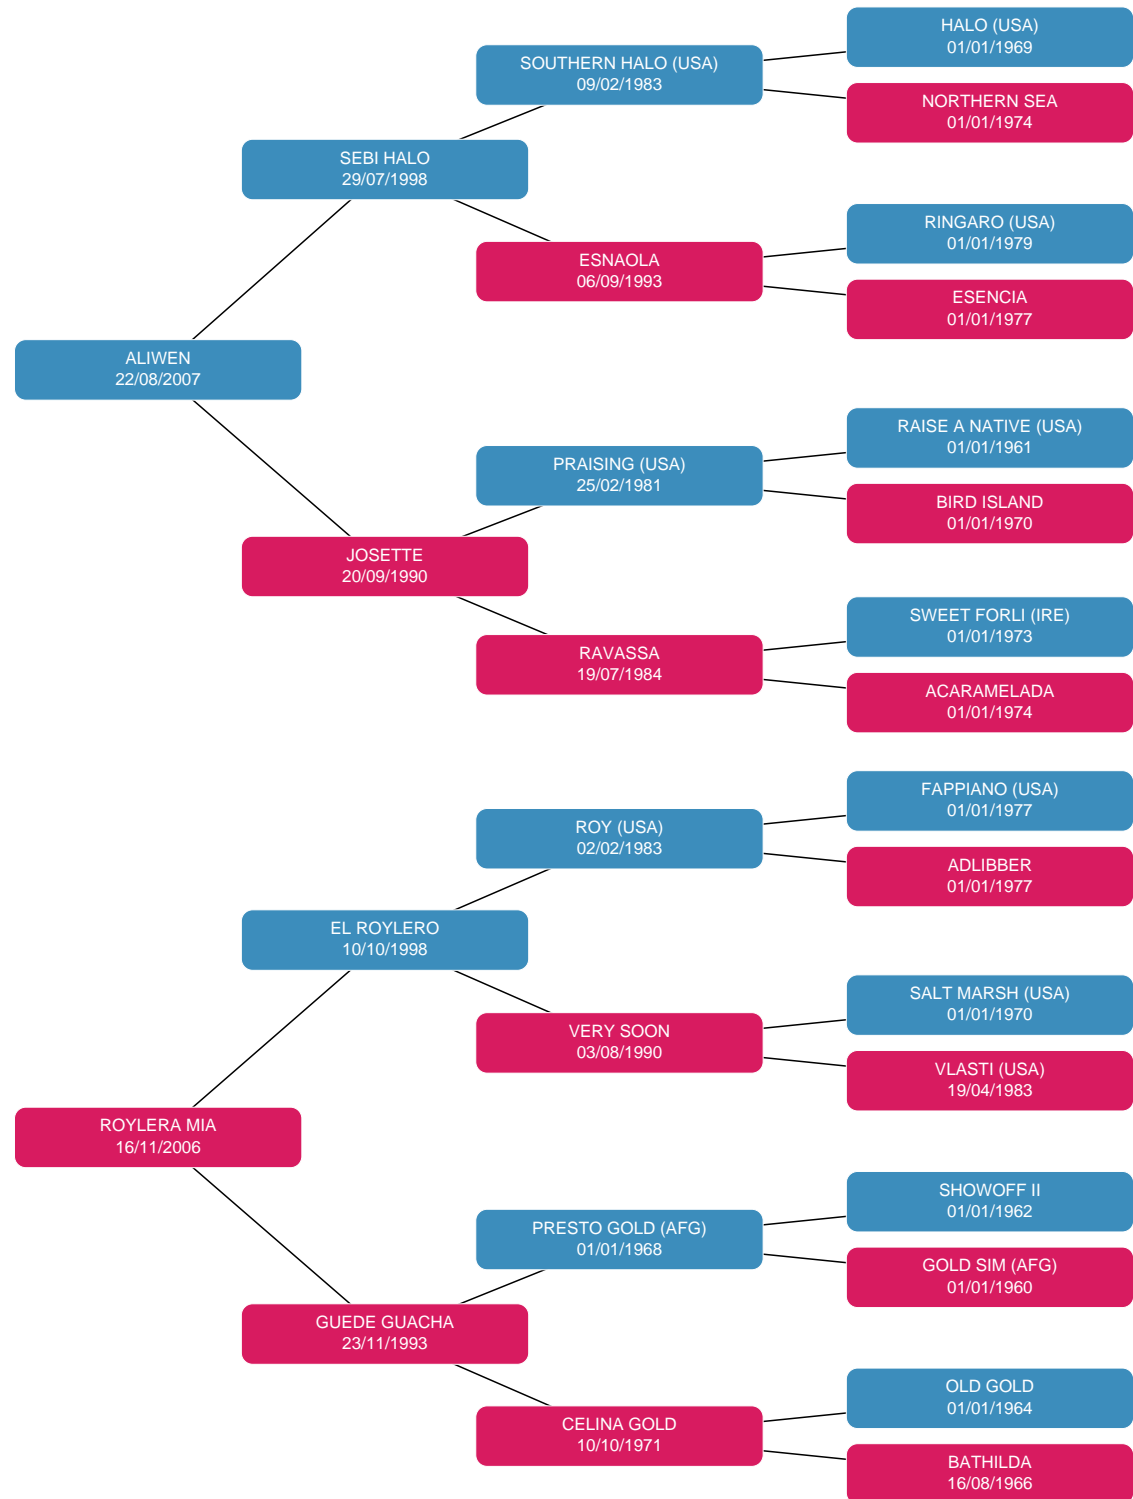 HALO (USA)
01/01/1969
SOUTHERN HALO (USA)
09/02/1983
NORTHERN SEA
01/01/1974
SEBI HALO
29/07/1998
RINGARO (USA)
01/01/1979
ESNAOLA
06/09/1993
ESENCIA
01/01/1977
ALIWEN
22/08/2007
RAISE A NATIVE (USA)
01/01/1961
PRAISING (USA)
25/02/1981
BIRD ISLAND
01/01/1970
JOSETTE
20/09/1990
SWEET FORLI (IRE)
01/01/1973
RAVASSA
19/07/1984
ACARAMELADA
01/01/1974
FAPPIANO (USA)
01/01/1977
ROY (USA)
02/02/1983
ADLIBBER
01/01/1977
EL ROYLERO
10/10/1998
SALT MARSH (USA)
01/01/1970
VERY SOON
03/08/1990
VLASTI (USA)
19/04/1983
ROYLERA MIA
16/11/2006
SHOWOFF II
01/01/1962
PRESTO GOLD (AFG)
01/01/1968
GOLD SIM (AFG)
01/01/1960
GUEDE GUACHA
23/11/1993
OLD GOLD
01/01/1964
CELINA GOLD
10/10/1971
BATHILDA
16/08/1966